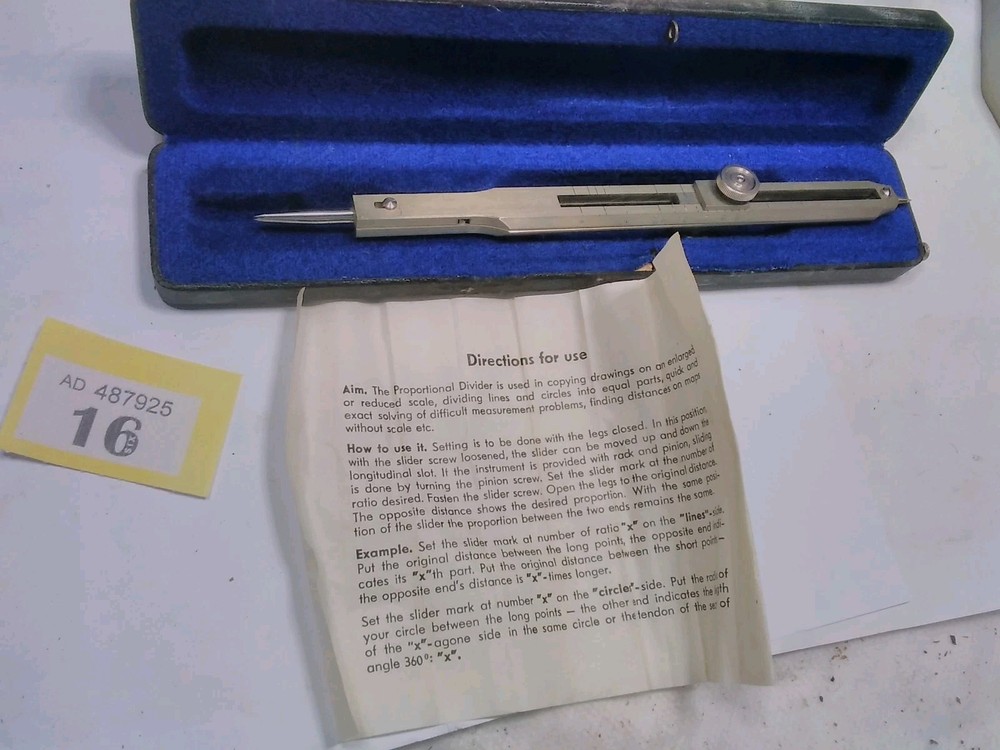 Directions for use
Aim. The Proportional Divider is used in copying drawings on an enlarged
or reduced scale, dividing lines and circles into equal parts, quick and
exact solving of difficult measurement problems, finding distances on maps
without scale etc.
How to use it. Setting is to be done with the legs closed. In this position
with the slider screw loosened, the slider can be moved up and down the
longitudinal slot. If the instrument is provided with rack and pinion, sliding
is done by turning the pinion screw. Set the slider mark at the number of
ratio desired. Fasten the slider screw. Open the legs to the original distance.
The opposite distance shows the desired proportion. With the same posi-
tion of the slider the proportion between the two ends remains the same.
Example. Set the slider mark at number of ratio "x" on the "lines"-side.
Put the original distance between the long points, the opposite end indi-
cates its "x"th part. Put the original distance between the short point-
the opposite end's distance is "x"-times longer.
Set the slider mark at number "x" on the "circler"-side. Put the radi of
your circle between the long points – the other end indicates the
of the "x"-agone side in the same circle or the tendon of the of
angle 360°: "x".
AD 487925
16